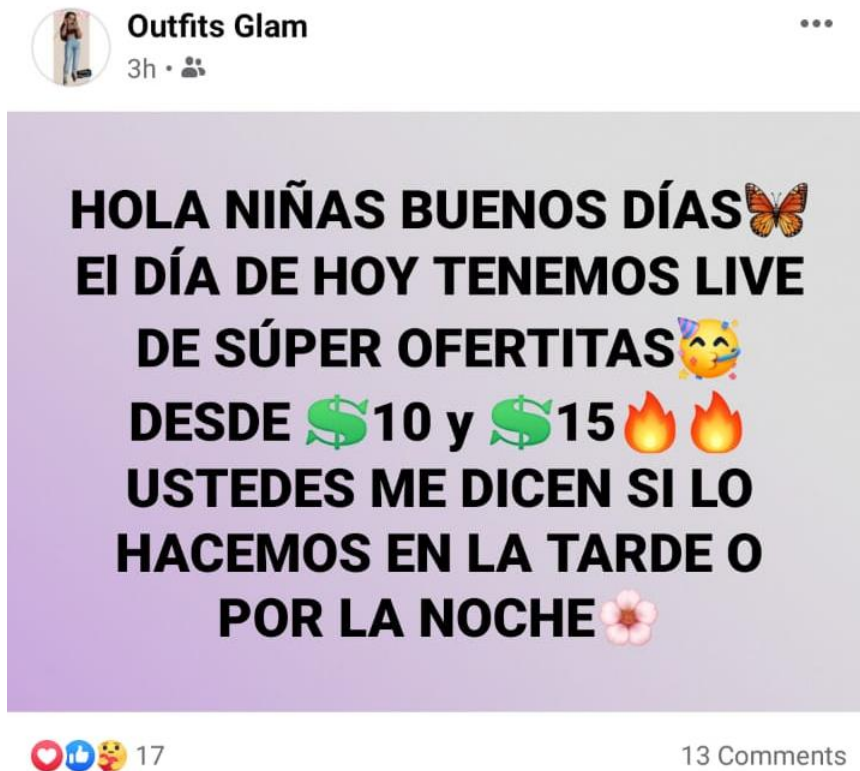 Outfits Glam
3h
HOLA NIÑAS BUENOS DÍAS🦋
El DÍA DE HOY TENEMOS LIVE
DE SÚPER OFERTITAS🥳
DESDE 💲10 y 💲15🔥🔥
USTEDES ME DICEN SI LO
HACEMOS EN LA TARDE O
POR LA NOCHE🌸
17 13 Comments